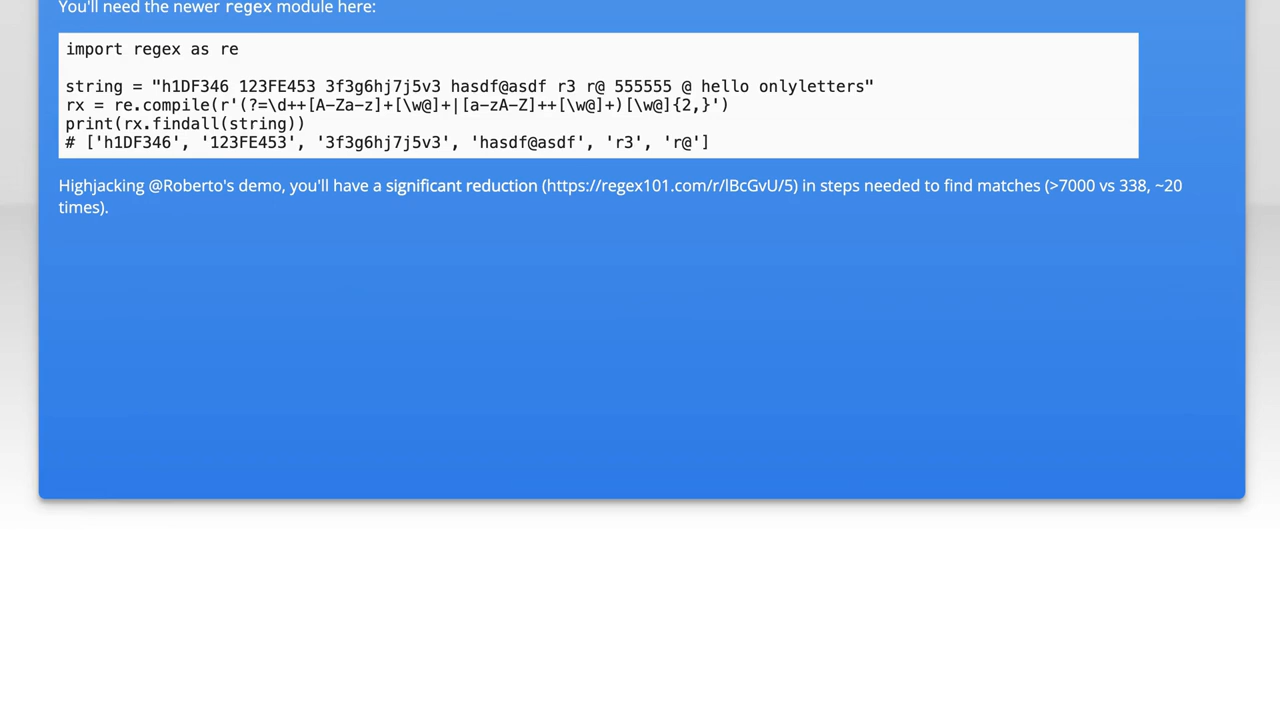 You'll need the newer regex module here:
import regex as re
string = "h1DF346 123FE453 3f3g6hj7j5v3 hasdf@asdf r3 r@ 555555 @ hello onlyletters"
rx = re.compile(r'(?=\d++[A-Za-z]+[\w@]+|[a-zA-Z]++[\w@]+)[\w@]{2,}')
print(rx.findall(string))
# ['h1DF346', '123FE453', '3f3g6hj7j5v3', 'hasdf@asdf', 'r3', 'r@']
Highjacking @Roberto's demo, you'll have a significant reduction (https://regex101.com/r/lBcGvU/5) in steps needed to find matches (>7000 vs 338, ~20
times).